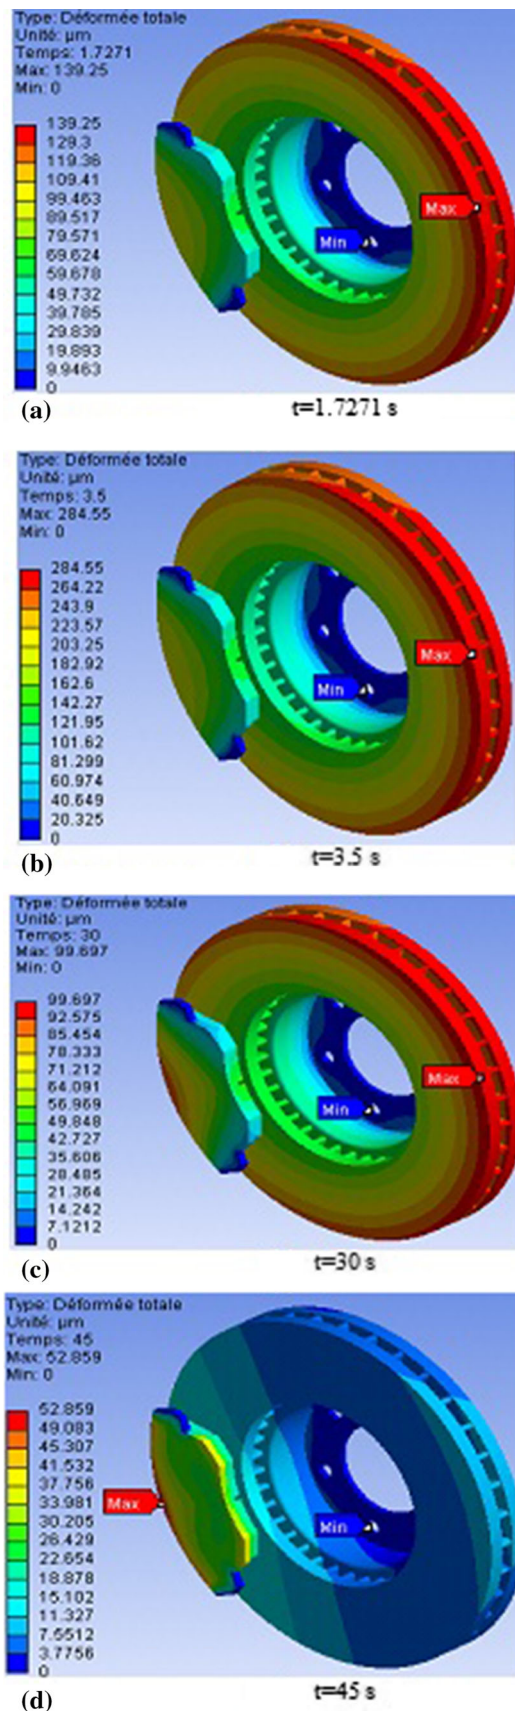 Type: Déformée totale
Unité: µm
Temps: 1.7271
Max: 139.25
Min: 0
139.25
129.3
119.36
109.41
99.463
89.517
79.571
69.624
59.678
49.732
39.785
29.839
19.893
9.9463
0
Max
Min
(a)
t=1.7271 s
Type: Déformée totale
Unité: µm
Temps: 3.5
Max: 284.55
Min: 0
284.55
264.22
243.9
223.57
203.25
182.92
162.6
142.27
121.95
101.62
81.299
60.974
40.649
20.325
0
Max
Min
(b)
t=3.5 s
Type: Déformée totale
Unité: µm
Temps: 30
Max: 99.697
Min: 0
99.697
92.575
85.454
78.333
71.212
64.091
56.969
49.848
42.727
35.606
28.485
21.364
14.242
7.1212
0
Max
Min
(c)
t=30 s
Type: Déformée totale
Unité: µm
Temps: 45
Max: 52.859
Min: 0
52.859
49.083
45.307
41.532
37.756
33.981
30.205
26.429
22.654
18.878
15.102
11.327
7.5512
3.7756
0
Max
Min
(d)
t=45 s